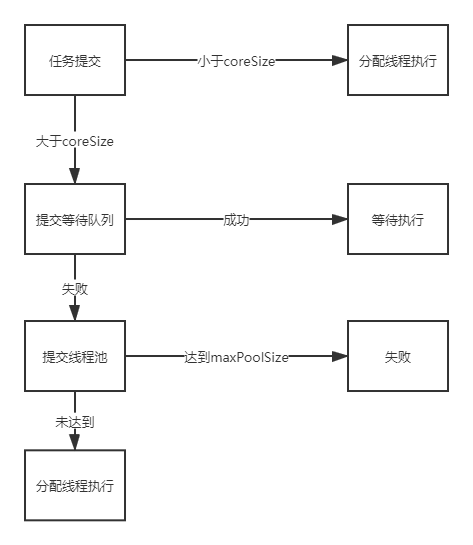 任务提交
小于coreSize
分配线程执行
大于coreSize
提交等待队列
成功
等待执行
失败
提交线程池
达到maxPoolSize
失败
未达到
分配线程执行